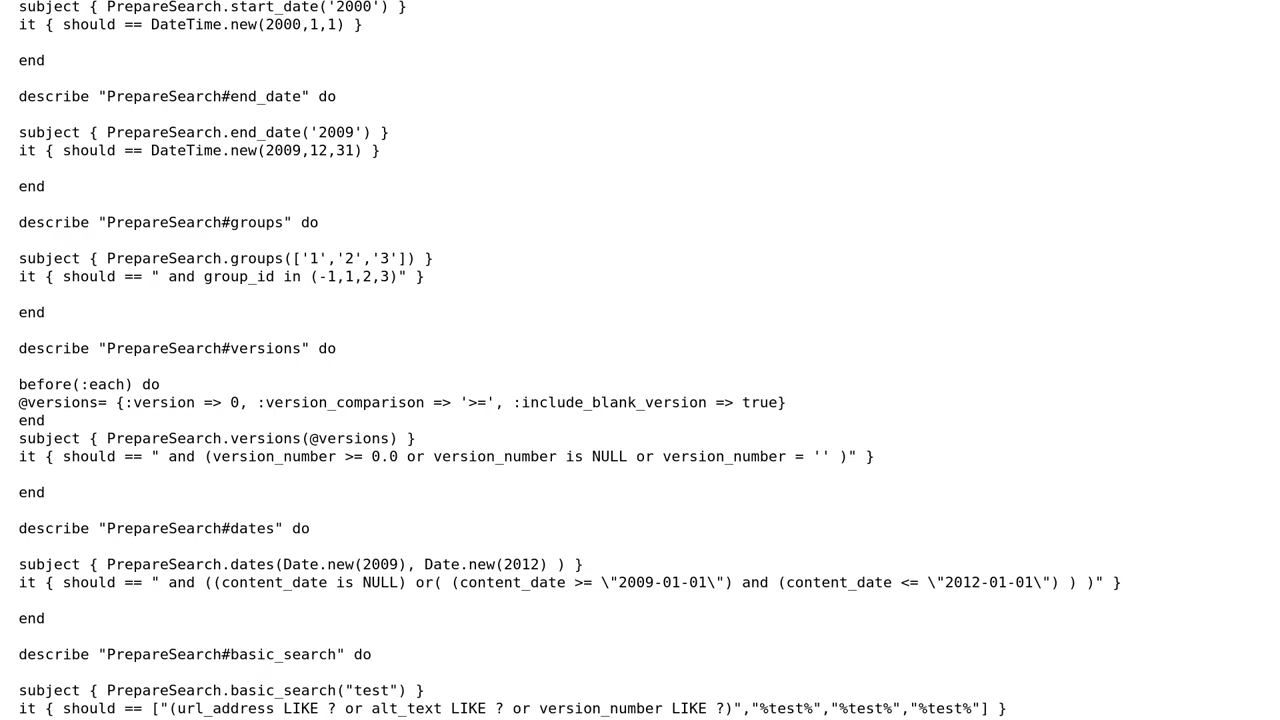 subject { PrepareSearch.start_date('2000') }
it { should == DateTime.new(2000,1,1) }
end
describe "PrepareSearch#end_date" do
subject { PrepareSearch.end_date('2009') }
it { should == DateTime.new(2009,12,31) }
end
describe "PrepareSearch#groups" do
subject { PrepareSearch.groups(['1','2','3']) }
it { should == " and group_id in (-1,1,2,3)" }
end
describe "PrepareSearch#versions" do
before(:each) do
@versions= {:version => 0, :version_comparison => '>=', :include_blank_version => true}
end
subject { PrepareSearch.versions(@versions) }
it { should == " and (version_number >= 0.0 or version_number is NULL or version_number = '' )" }
end
describe "PrepareSearch#dates" do
subject { PrepareSearch.dates(Date.new(2009), Date.new(2012) ) }
it { should == " and ((content_date is NULL) or( (content_date >= \"2009-01-01\") and (content_date <= \"2012-01-01\") ) )" }
end
describe "PrepareSearch#basic_search" do
subject { PrepareSearch.basic_search("test") }
it { should == ["(url_address LIKE ? or alt_text LIKE ? or version_number LIKE ?)","%test%","%test%","%test%"] }